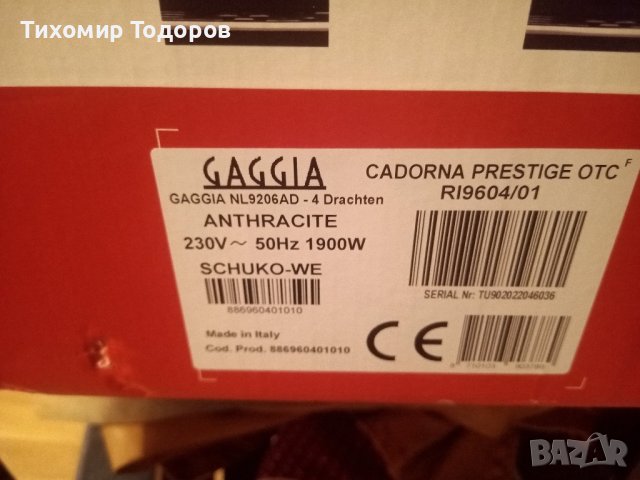 Тихомир Тодоров
GAGGIA
GAGGIA NL9206AD - 4 Drachten
ANTHRACITE
230V ~ 50Hz 1900W
SCHUKO-WE
886960401010
Made in Italy
Cod. Prod. 886960401010
CADORNA PRESTIGE OTC F
RI9604/01
SERIAL Nr: TU902022046036
CE
BAZAR